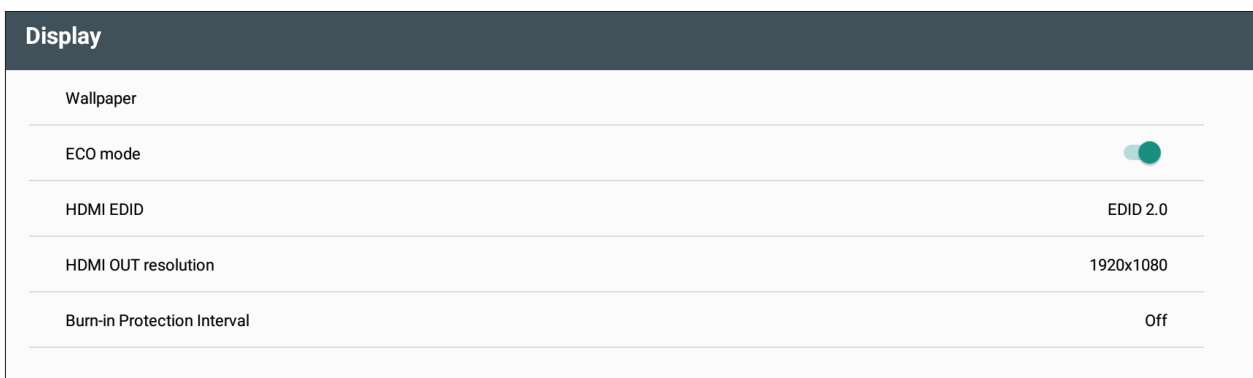 Display
Wallpaper
ECO mode
HDMI EDID EDID 2.0
HDMI OUT resolution 1920x1080
Burn-in Protection Interval Off